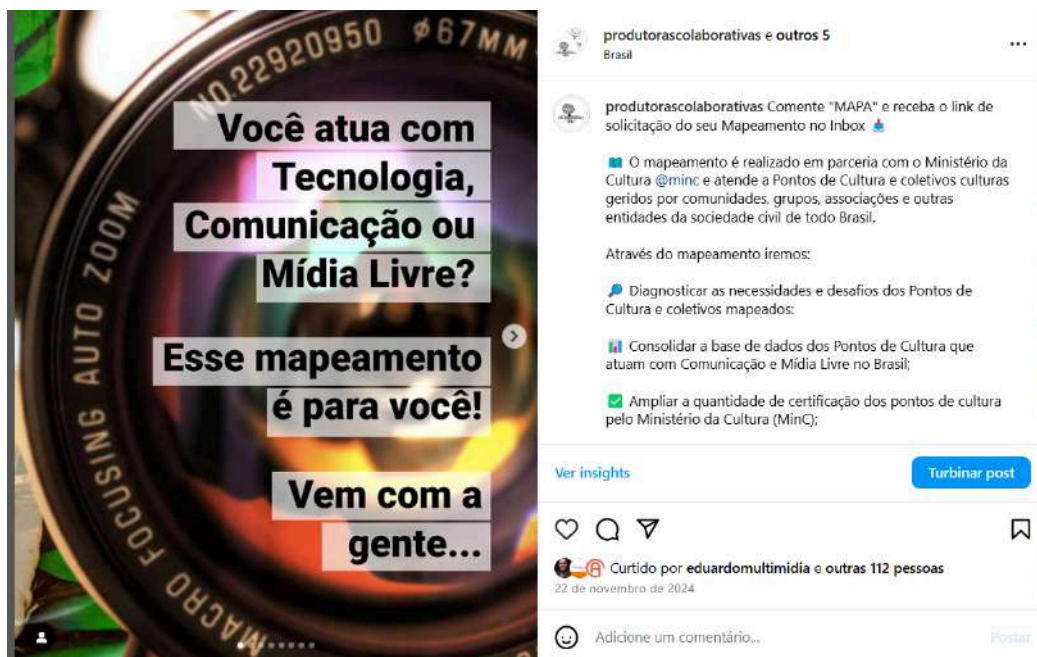 NO.22920950 ϕ67MM
MACRO FOCUSING AUTO ZOOM
Você atua com
Tecnologia,
Comunicação ou
Mídia Livre?
Esse mapeamento
é para você!
Vem com a
gente...
produtorascolaborativas e outros 5
Brasil
produtorascolaborativas Comente "MAPA" e receba o link de
solicitação do seu Mapeamento no Inbox
O mapeamento é realizado em parceria com o Ministério da
Cultura @minc e atende a Pontos de Cultura e coletivos culturas
geridos por comunidades, grupos, associações e outras
entidades da sociedade civil de todo Brasil.
Através do mapeamento iremos:
Diagnosticar as necessidades e desafios dos Pontos de
Cultura e coletivos mapeados:
Consolidar a base de dados dos Pontos de Cultura que
atuam com Comunicação e Mídia Livre no Brasil;
Ampliar a quantidade de certificação dos pontos de cultura
pelo Ministério da Cultura (MinC);
Ver insights
Turbinar post
Curtido por eduardomultimidia e outras 112 pessoas
22 de novembro de 2024
Adicione um comentário...
Postar